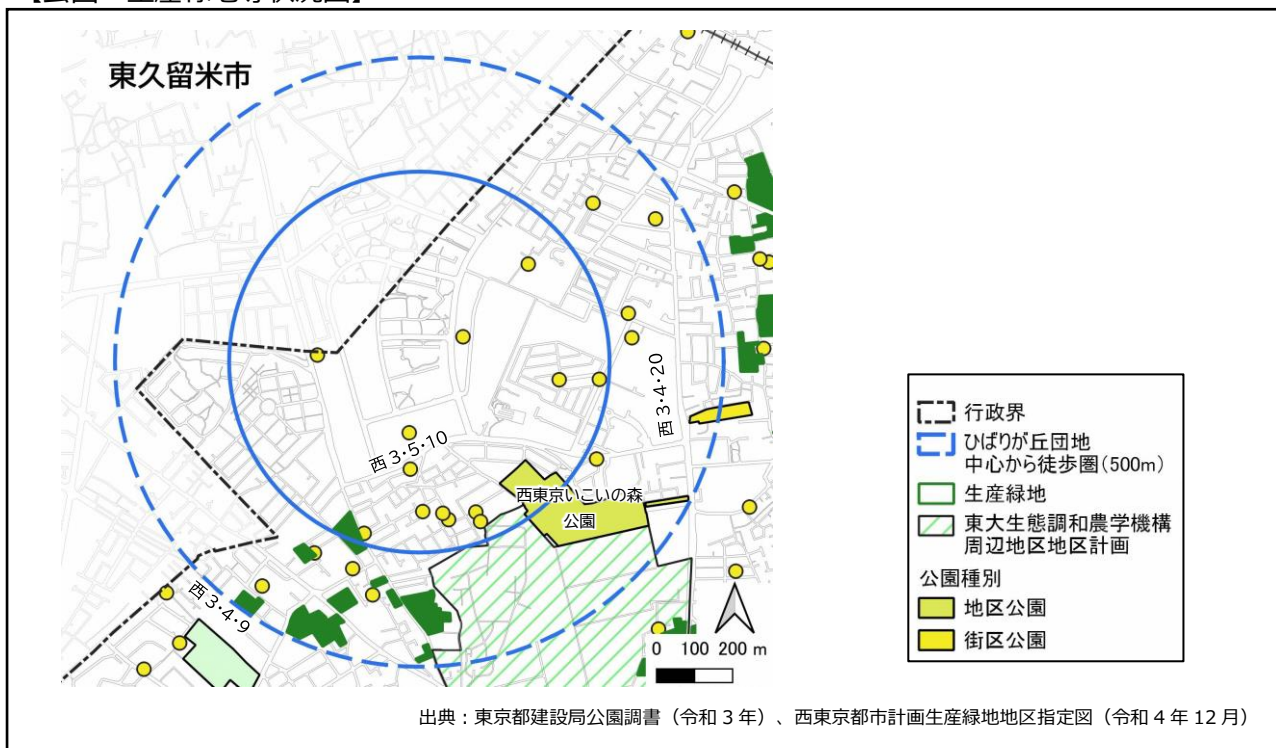 東久留米市
西3・4・20
西3・5・10
西東京いこいの森
公園
西3・4・9
0 100 200 m
行政界
ひばりが丘団地
中心から徒歩圏(500m)
生産緑地
東大生態調和農学機構
周辺地区地区計画
公園種別
地区公園
街区公園
出典：東京都建設局公園調書（令和3年）、西東京都市計画生産緑地地区指定図（令和4年12月）